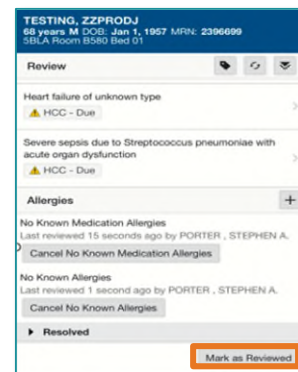 TESTING, ZZPRODJ
68 years M DOB: Jan 1, 1957 MRN: 2396699
5BLA Room B580 Bed 01
Review
Heart failure of unknown type
HCC - Due
Severe sepsis due to Streptococcus pneumoniae with
acute organ dysfunction
HCC - Due
Allergies
No Known Medication Allergies
Last reviewed 15 seconds ago by PORTER , STEPHEN A.
Cancel No Known Medication Allergies
No Known Allergies
Last reviewed 1 second ago by PORTER , STEPHEN A.
Cancel No Known Allergies
Resolved
Mark as Reviewed